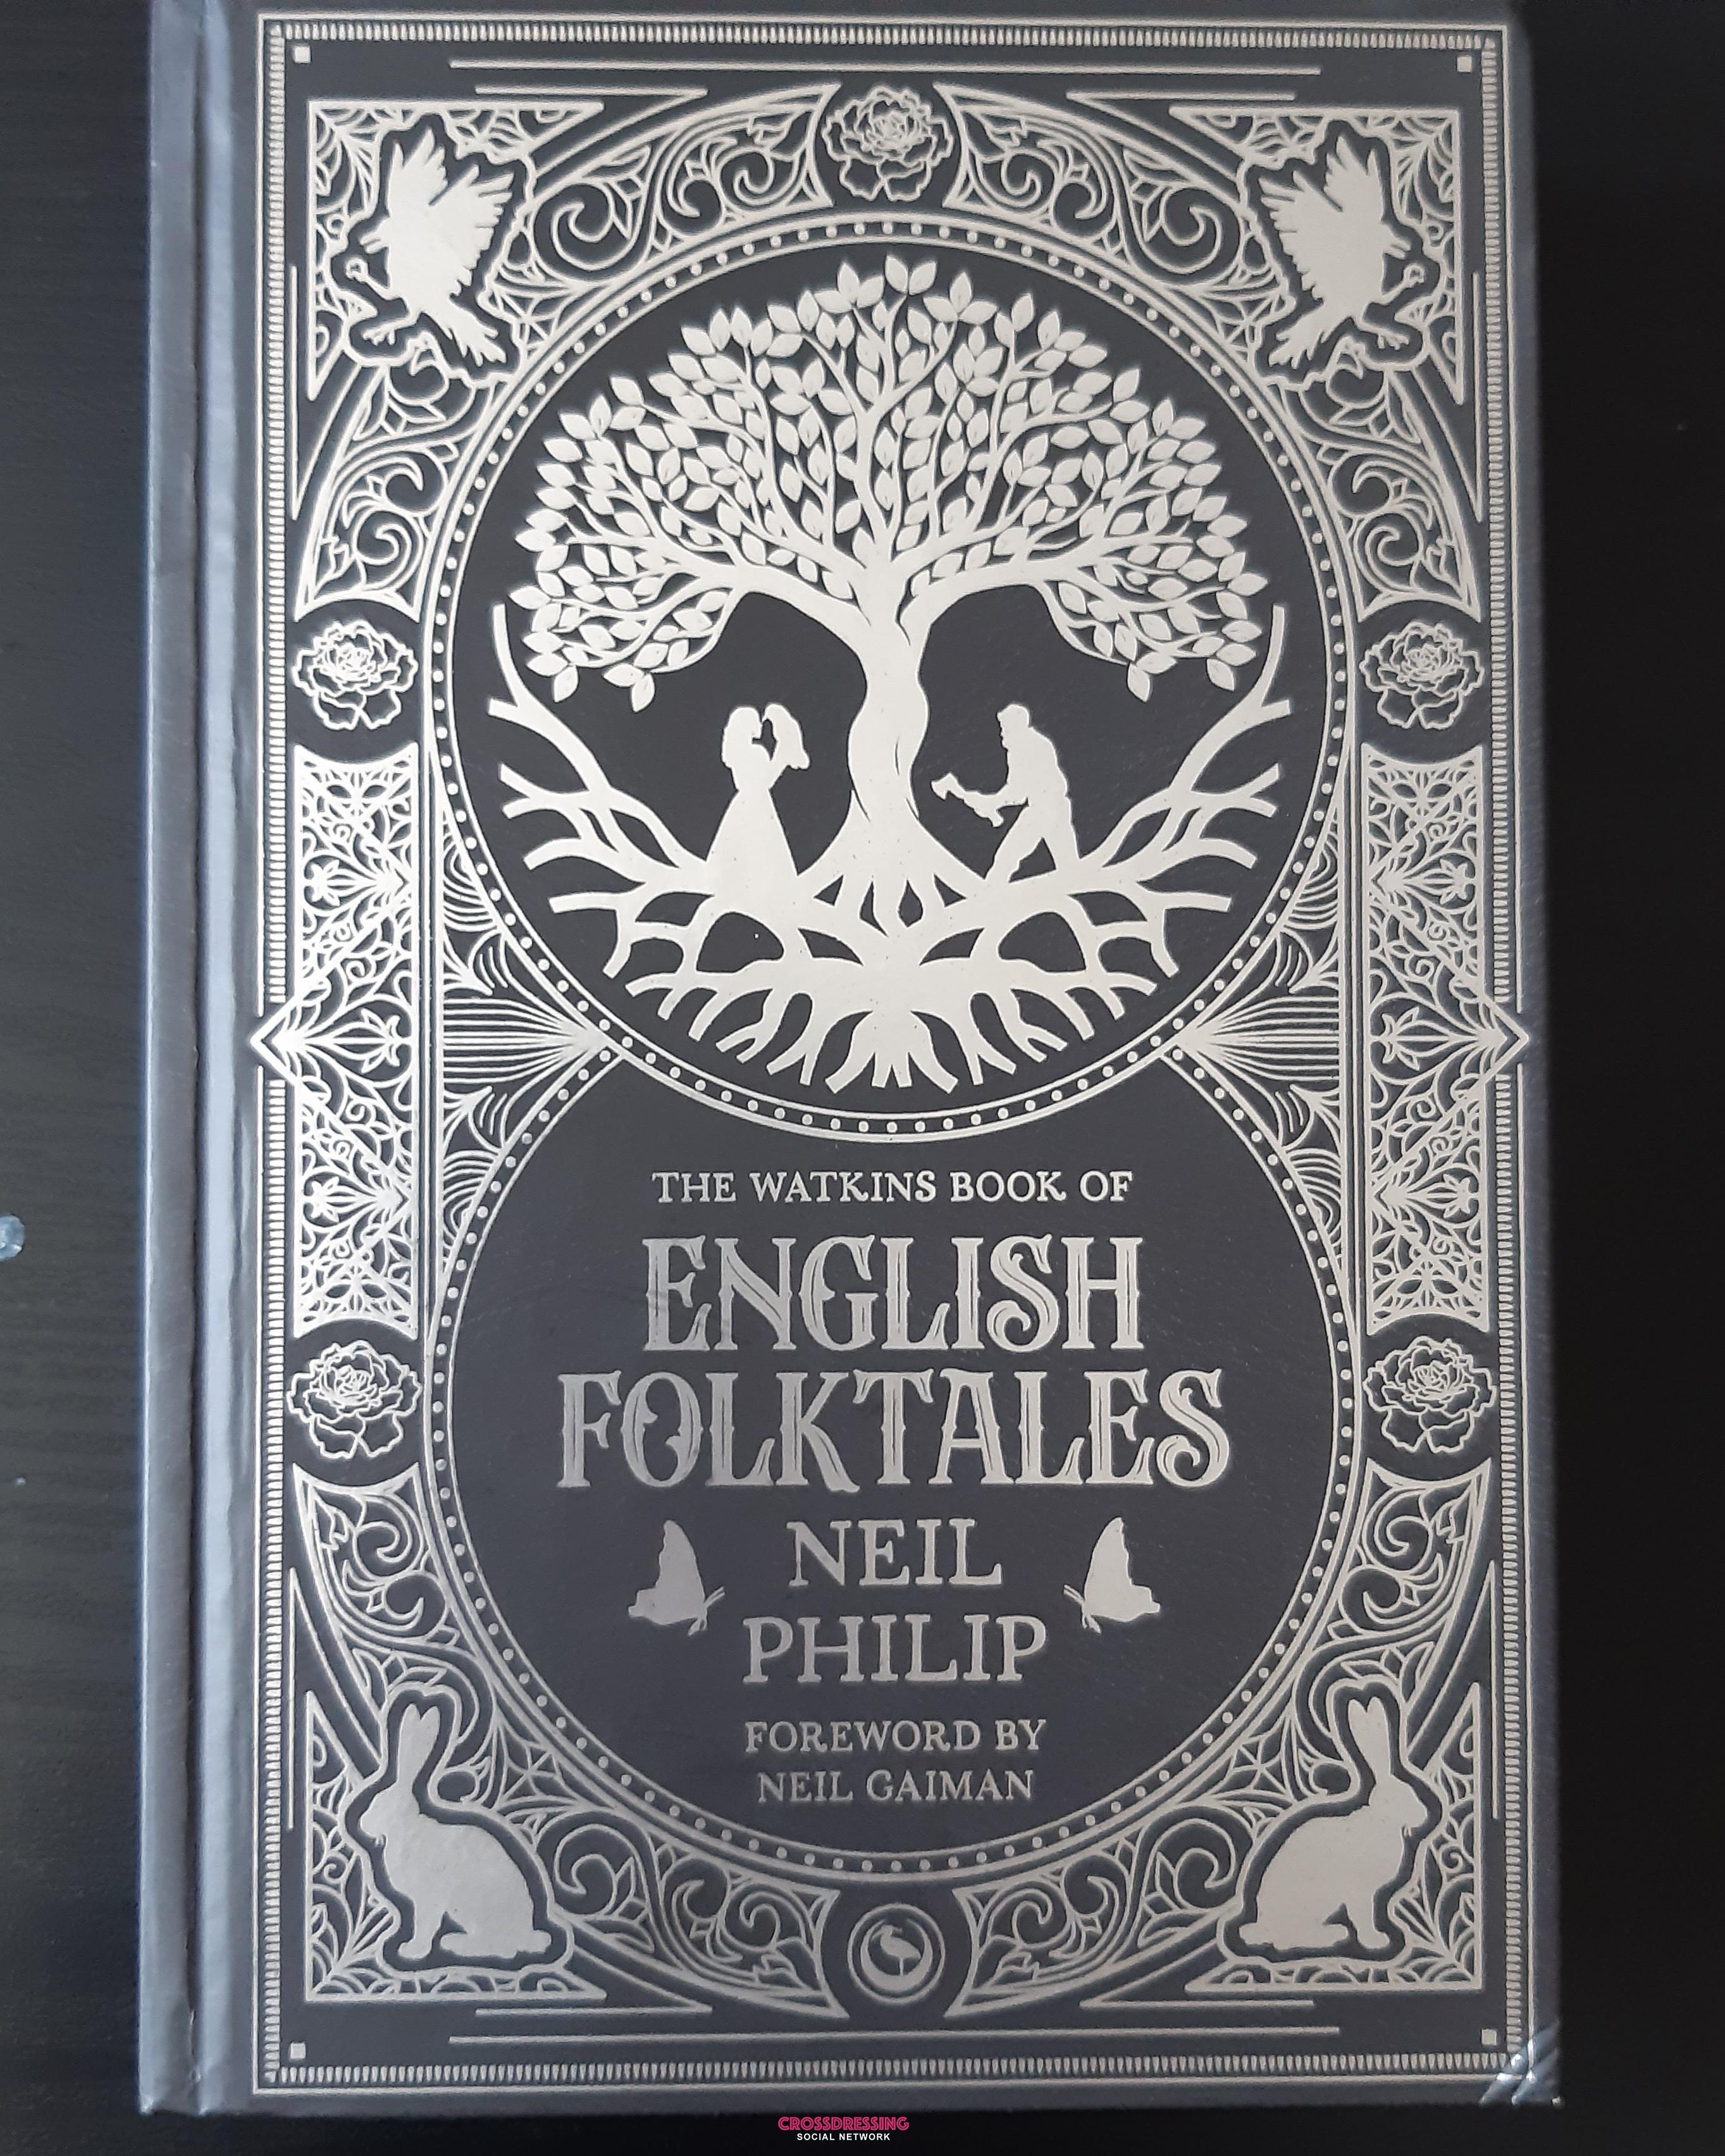 THE WATKINS BOOK OF
ENGLISH
FOLKTALES
NEIL
PHILIP
FOREWORD BY
NEIL GAIMAN
CROSSDRESSING
SOCIAL NETWORK